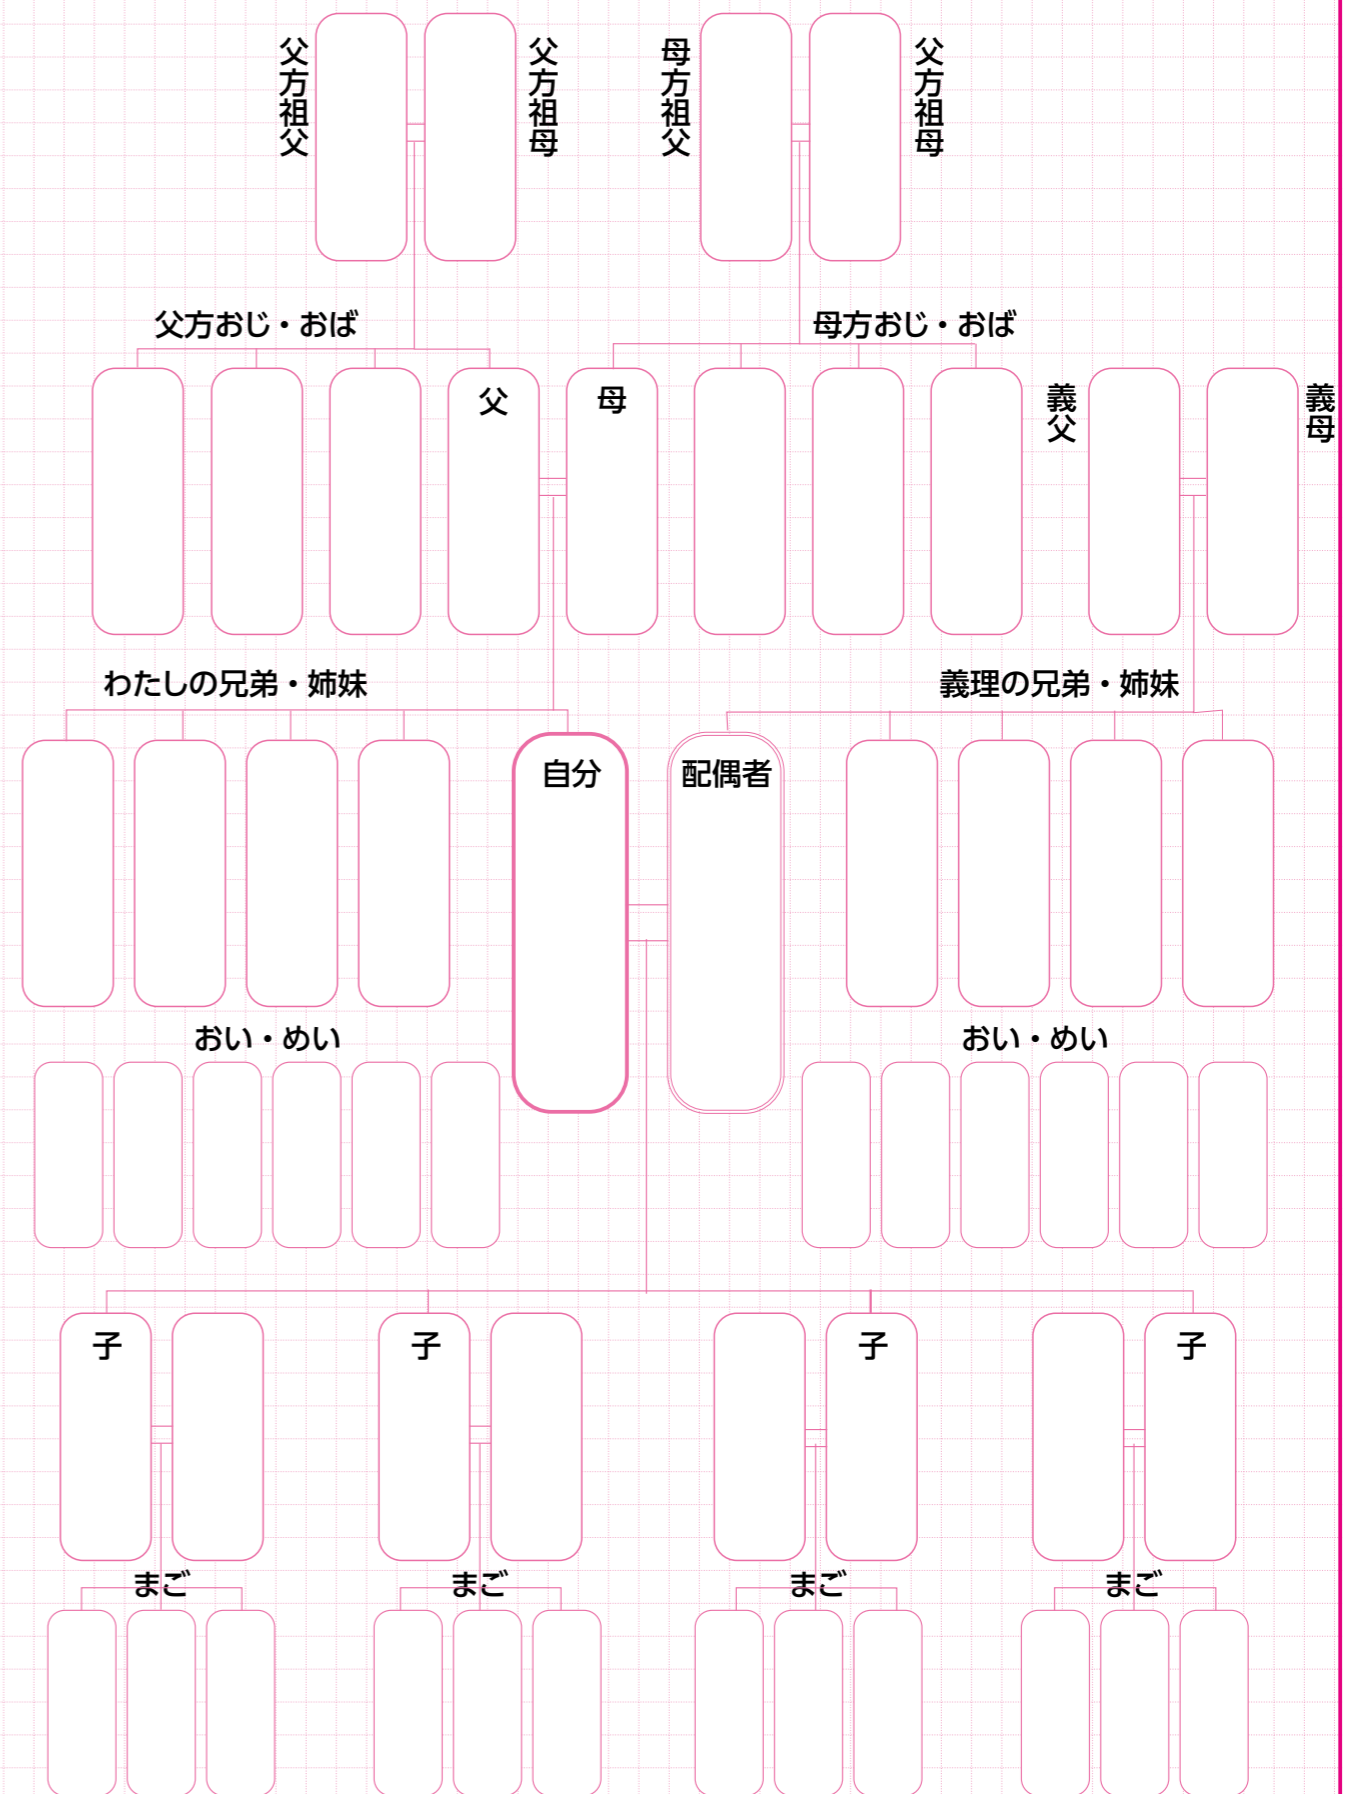 父方祖父
父方祖母
母方祖父
父方祖母
父方おじ・おば
母方おじ・おば
父
母
義父
義母
わたしの兄弟・姉妹
義理の兄弟・姉妹
自分
配偶者
おい・めい
おい・めい
子
子
子
子
まご
まご
まご
まご